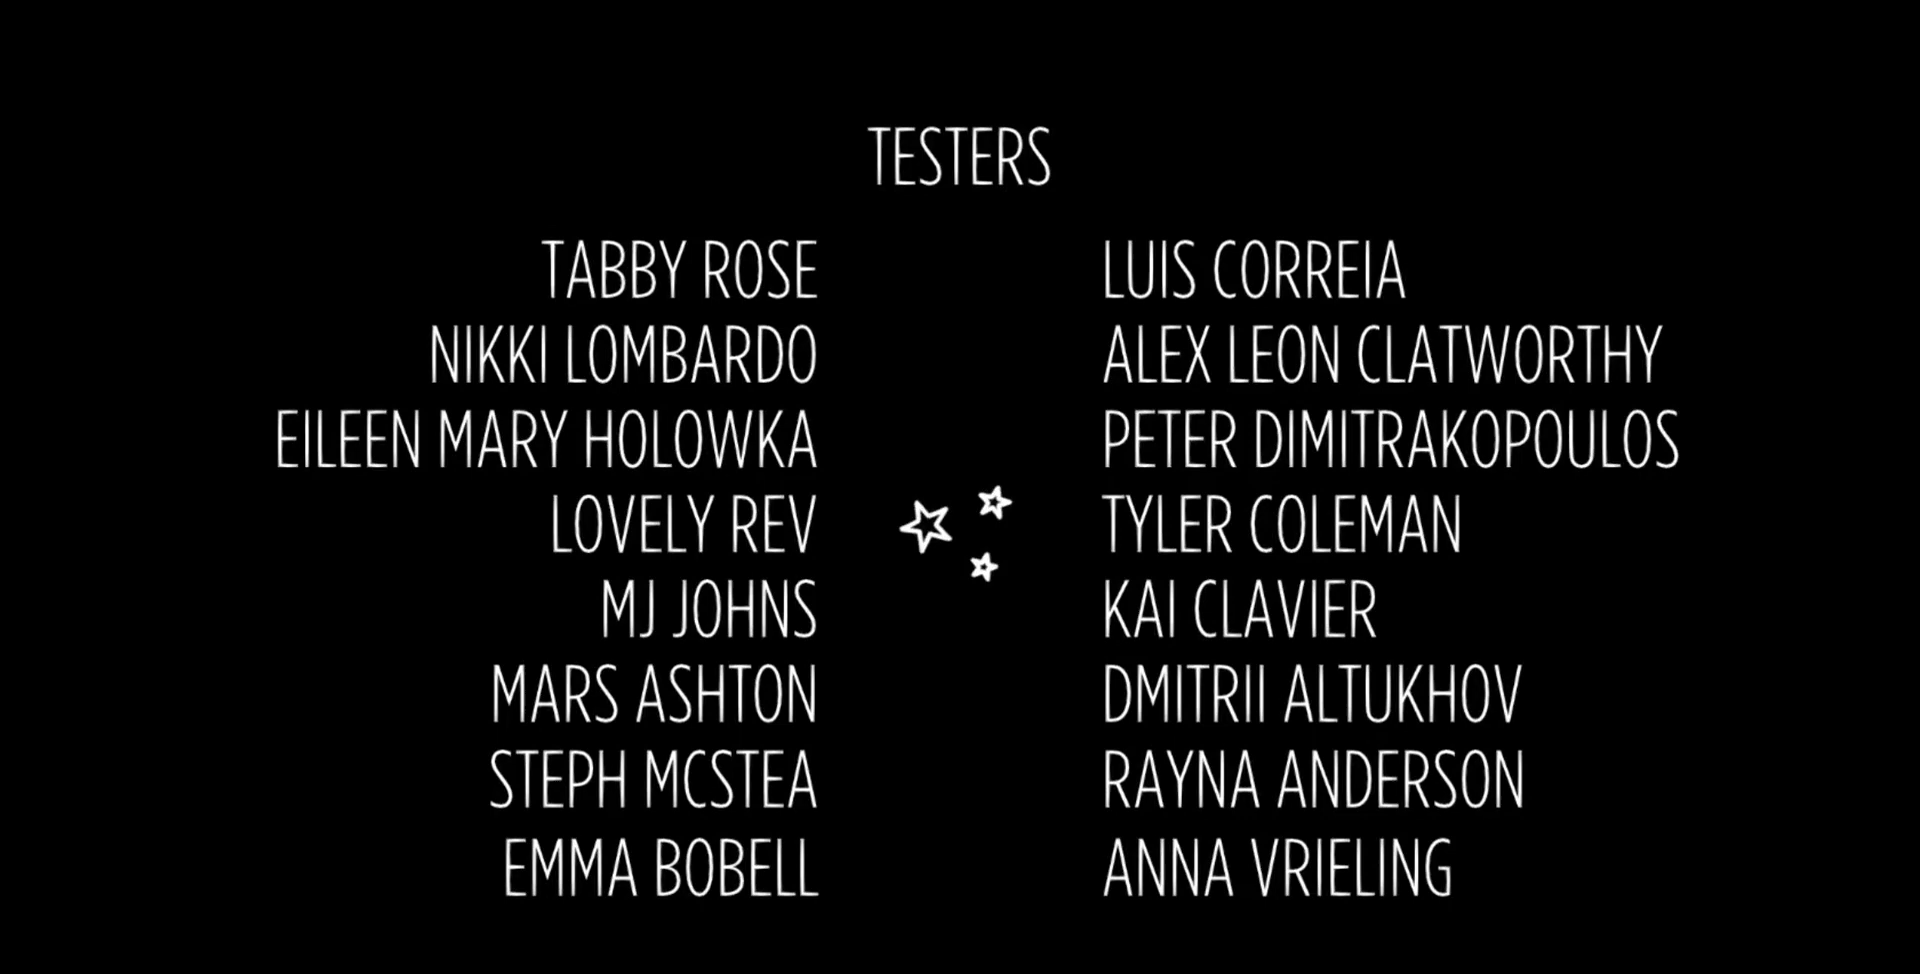 TESTERS
TABBY ROSE
NIKKI LOMBARDO
EILEEN MARY HOLOWKA
LOVELY REV
MJ JOHNS
MARS ASHTON
STEPH MCSTEA
EMMA BOBELL
LUIS CORREIA
ALEX LEON CLATWORTHY
PETER DIMITRAKOPOULOS
TYLER COLEMAN
KAI CLAVIER
DMITRII ALTUKHOV
RAYNA ANDERSON
ANNA VRIELING